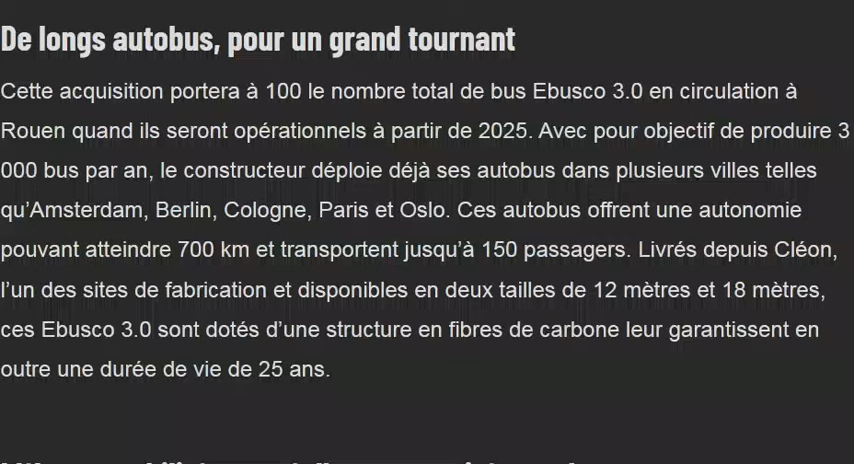 De longs autobus, pour un grand tournant
Cette acquisition portera à 100 le nombre total de bus Ebusco 3.0 en circulation à
Rouen quand ils seront opérationnels à partir de 2025. Avec pour objectif de produire 3
000 bus par an, le constructeur déploie déjà ses autobus dans plusieurs villes telles
qu’Amsterdam, Berlin, Cologne, Paris et Oslo. Ces autobus offrent une autonomie
pouvant atteindre 700 km et transportent jusqu’à 150 passagers. Livrés depuis Cléon,
l’un des sites de fabrication et disponibles en deux tailles de 12 mètres et 18 mètres,
ces Ebusco 3.0 sont dotés d’une structure en fibres de carbone leur garantissent en
outre une durée de vie de 25 ans.